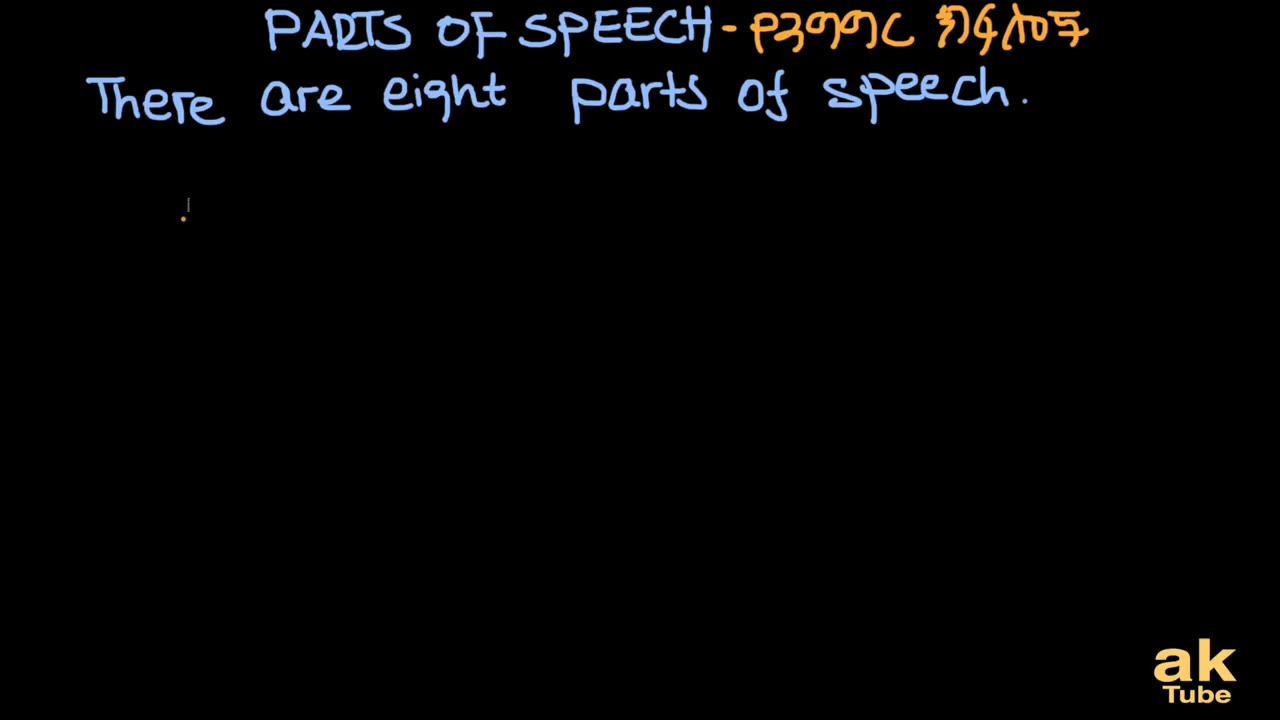 PARTS OF SPEECH - የንግግር ክፍሎች
There are eight parts of speech.
ak
Tube